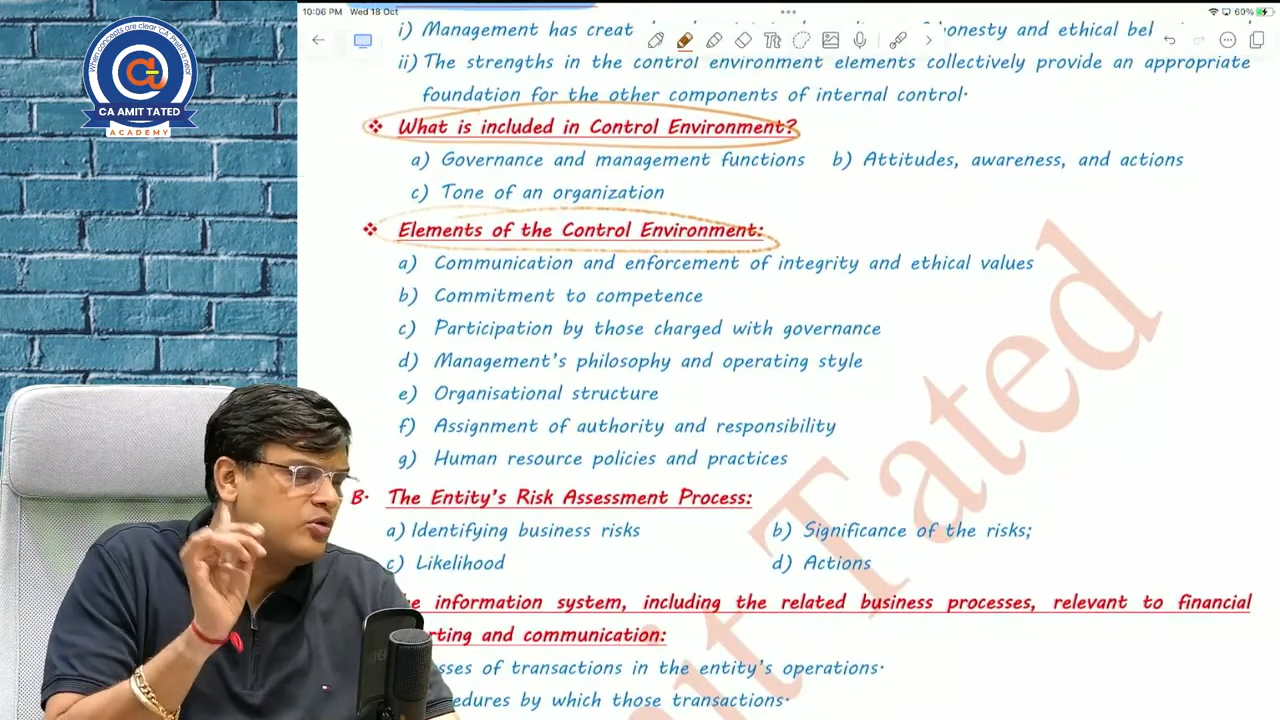 10:06 PM Wed 18 Oct
60%
When concepts are clear CA Pass is near
CA AMIT TATED
ACADEMY
i) Management has creat onesty and ethical bel
Tt
ii) The strengths in the control environment elements collectively provide an appropriate
foundation for the other components of internal control.
❖ What is included in Control Environment?
a) Governance and management functions b) Attitudes, awareness, and actions
c) Tone of an organization
❖ Elements of the Control Environment:
a) Communication and enforcement of integrity and ethical values
b) Commitment to competence
c) Participation by those charged with governance
d) Management's philosophy and operating style
e) Organisational structure
f) Assignment of authority and responsibility
g) Human resource policies and practices
B. The Entity's Risk Assessment Process:
a) Identifying business risks b) Significance of the risks;
c) Likelihood d) Actions
e information system, including the related business processes, relevant to financial
rting and communication:
sses of transactions in the entity's operations.
edures by which those transactions.
it Tated